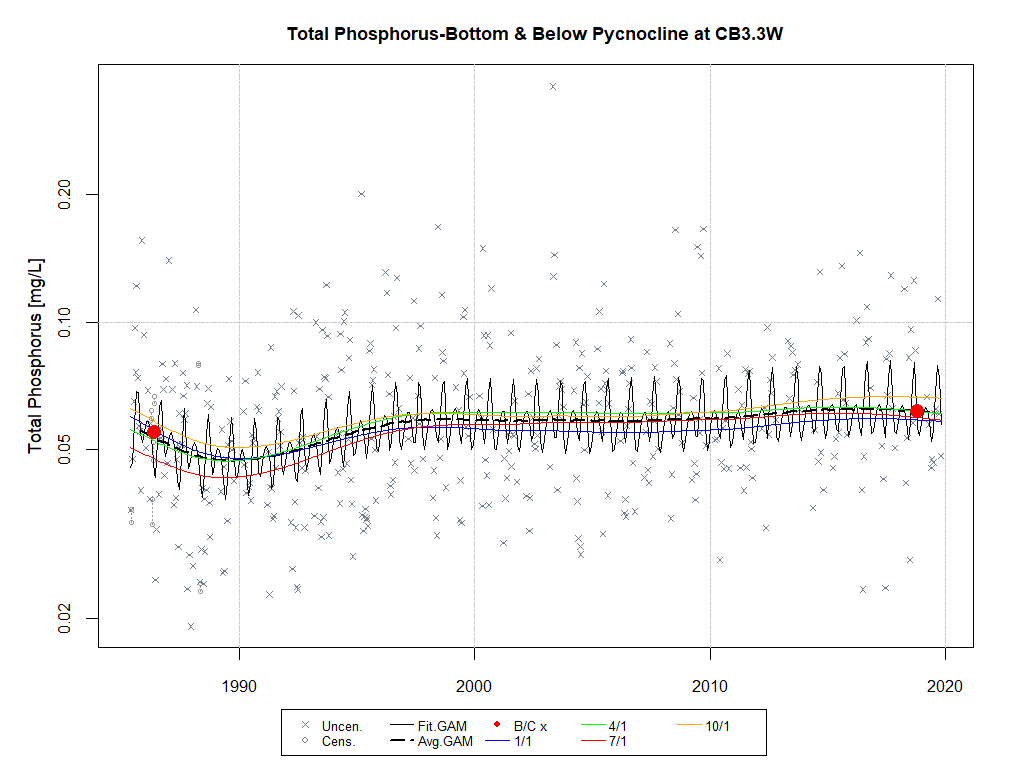 Total Phosphorus-Bottom & Below Pycnocline at CB3.3W
Total Phosphorus [mg/L]
0.20
0.10
0.05
0.02
1990 2000 2010 2020
Uncen. Fit.GAM B/C x 4/1 10/1
Cens. Avg.GAM 1/1 7/1